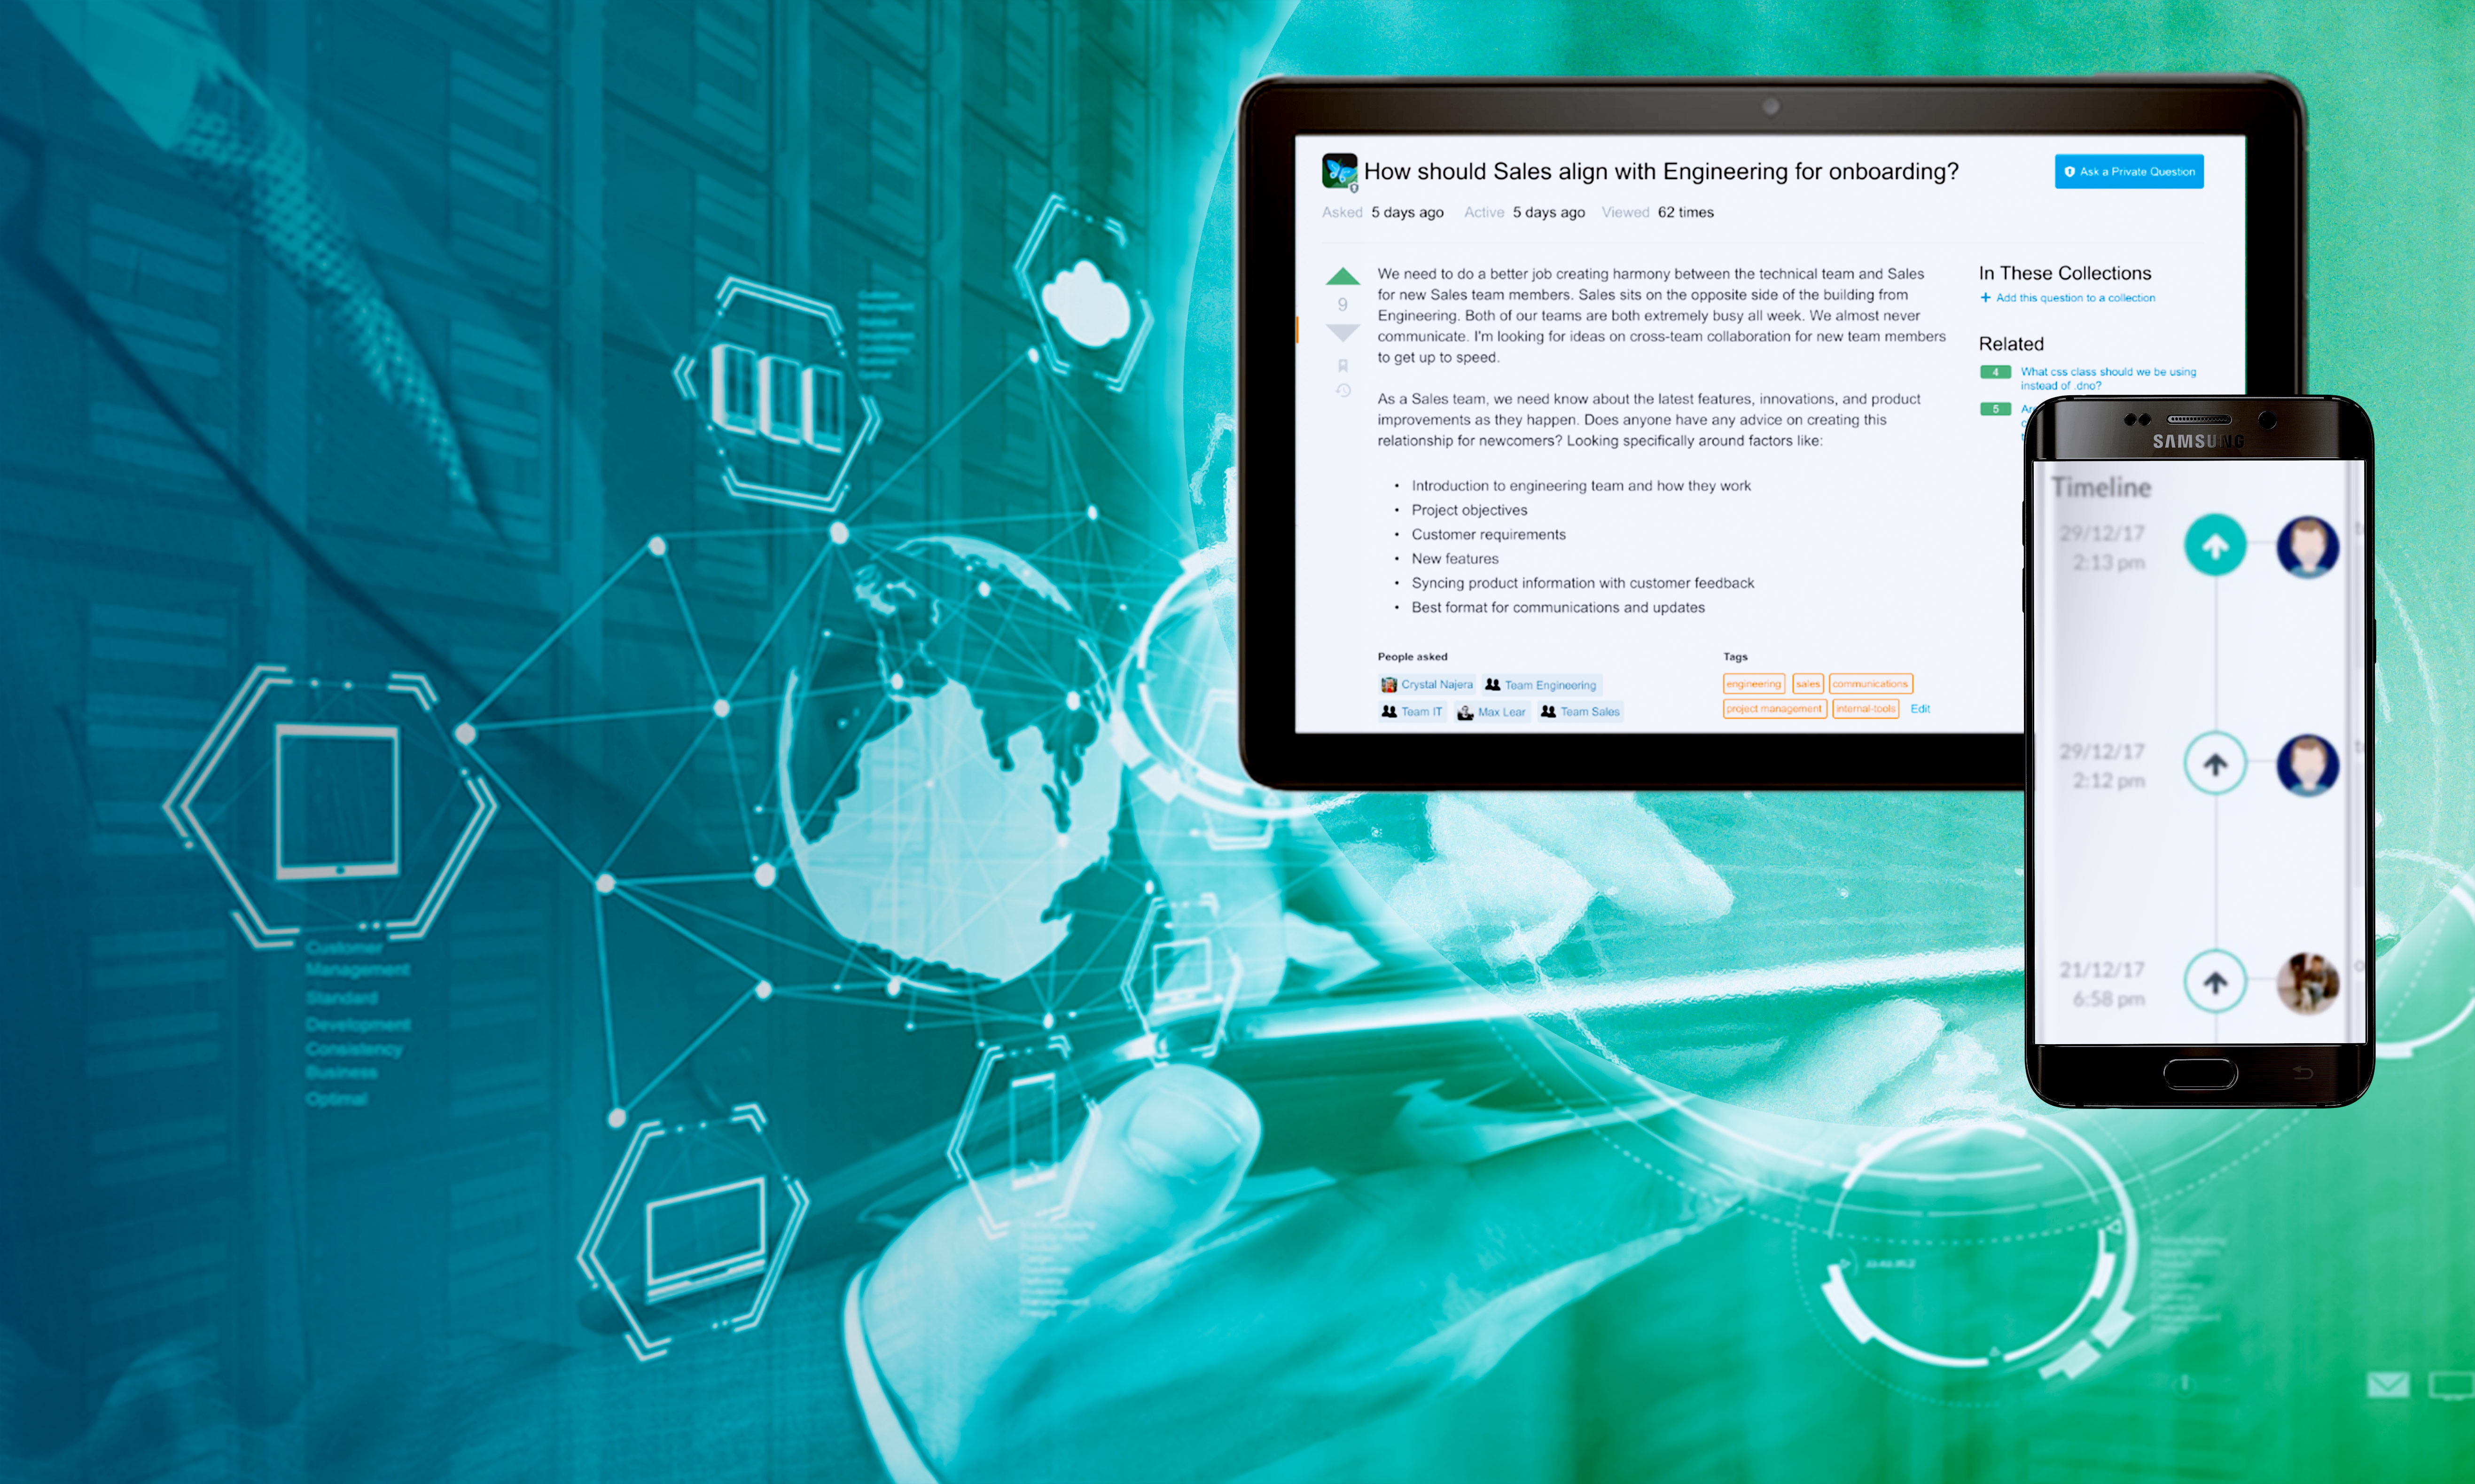 How should Sales align with Engineering for onboarding?
Ask a Private Question
Asked 5 days ago Active 5 days ago Viewed 62 times
We need to do a better job creating harmony between the technical team and Sales
for new Sales team members. Sales sits on the opposite side of the building from
Engineering. Both of our teams are both extremely busy all week. We almost never
communicate. I'm looking for ideas on cross-team collaboration for new team members
to get up to speed.
9
As a Sales team, we need know about the latest features, innovations, and product
improvements as they happen. Does anyone have any advice on creating this
relationship for newcomers? Looking specifically around factors like:
• Introduction to engineering team and how they work
• Project objectives
• Customer requirements
• New features
• Syncing product information with customer feedback
• Best format for communications and updates
People asked
Crystal Najera Team Engineering
Team IT Max Lear Team Sales
Tags
engineering sales communications
project management internal-tools Edit
In These Collections
+ Add this question to a collection
Related
4 What css class should we be using
instead of .dno?
5
SAMSUNG
Timeline
29/12/17
2:13 pm
29/12/17
2:12 pm
21/12/17
6:58 pm
Customer
Management
Standard
Development
Consistency
Business
Optimal